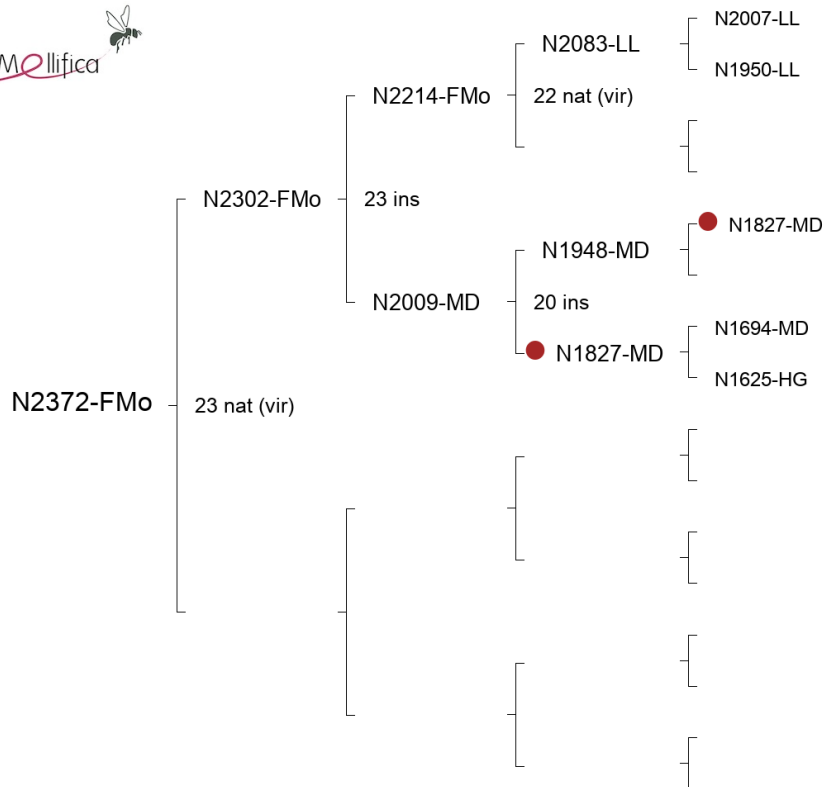 Mellifica
N2007-LL
N2083-LL
N1950-LL
N2214-FMo
22 nat (vir)
N2302-FMo
23 ins
N1827-MD
N1948-MD
N2009-MD
20 ins
N1694-MD
N1827-MD
N1625-HG
N2372-FMo
23 nat (vir)